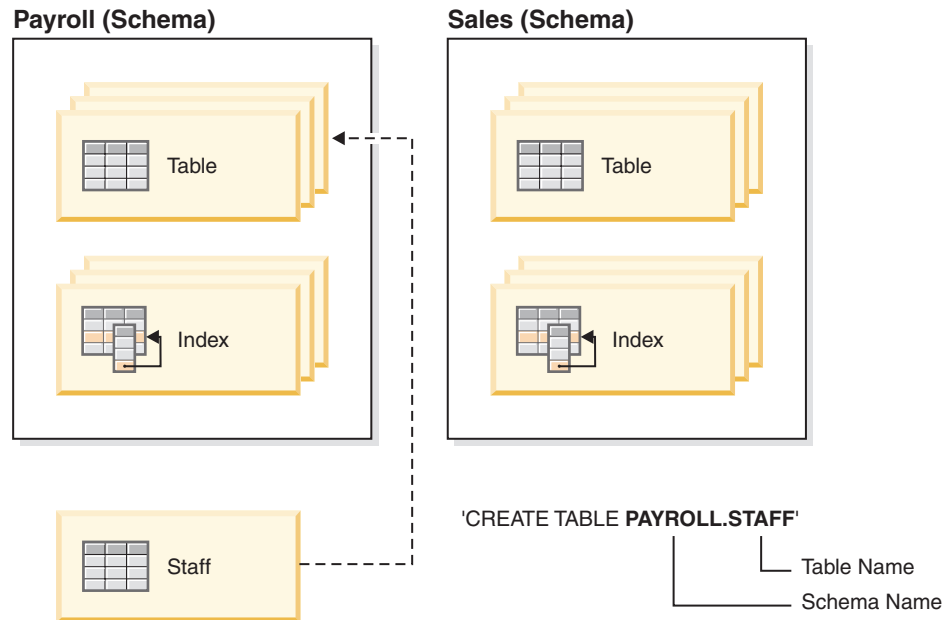 Payroll (Schema)
Sales (Schema)
Table
Table
Index
Index
Staff
'CREATE TABLE PAYROLL.STAFF'
Table Name
Schema Name